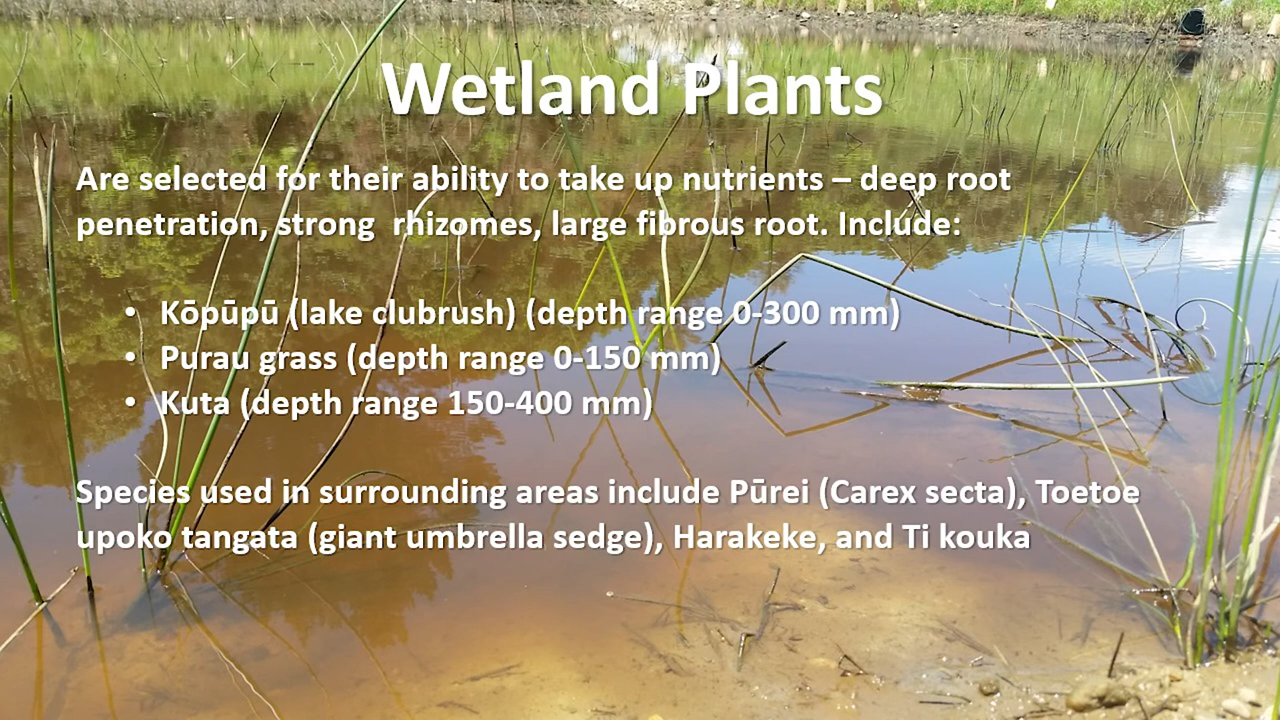 Wetland Plants
Are selected for their ability to take up nutrients – deep root
penetration, strong  rhizomes, large fibrous root. Include:
• Kōpūpū (lake clubrush) (depth range 0-300 mm)
• Purau grass (depth range 0-150 mm)
• Kuta (depth range 150-400 mm)
Species used in surrounding areas include Pūrei (Carex secta), Toetoe
upoko tangata (giant umbrella sedge), Harakeke, and Ti kouka